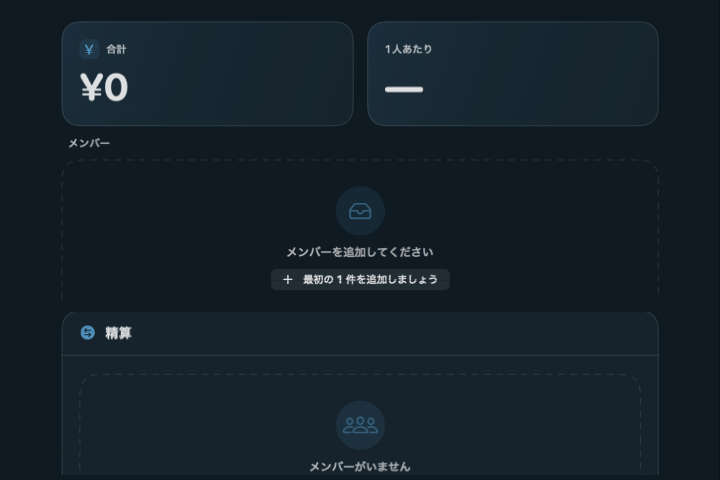 ¥ 合計
¥0
1人あたり
—
メンバー
メンバーを追加してください
+ 最初の 1 件を追加しましょう
精算
メンバーがいません